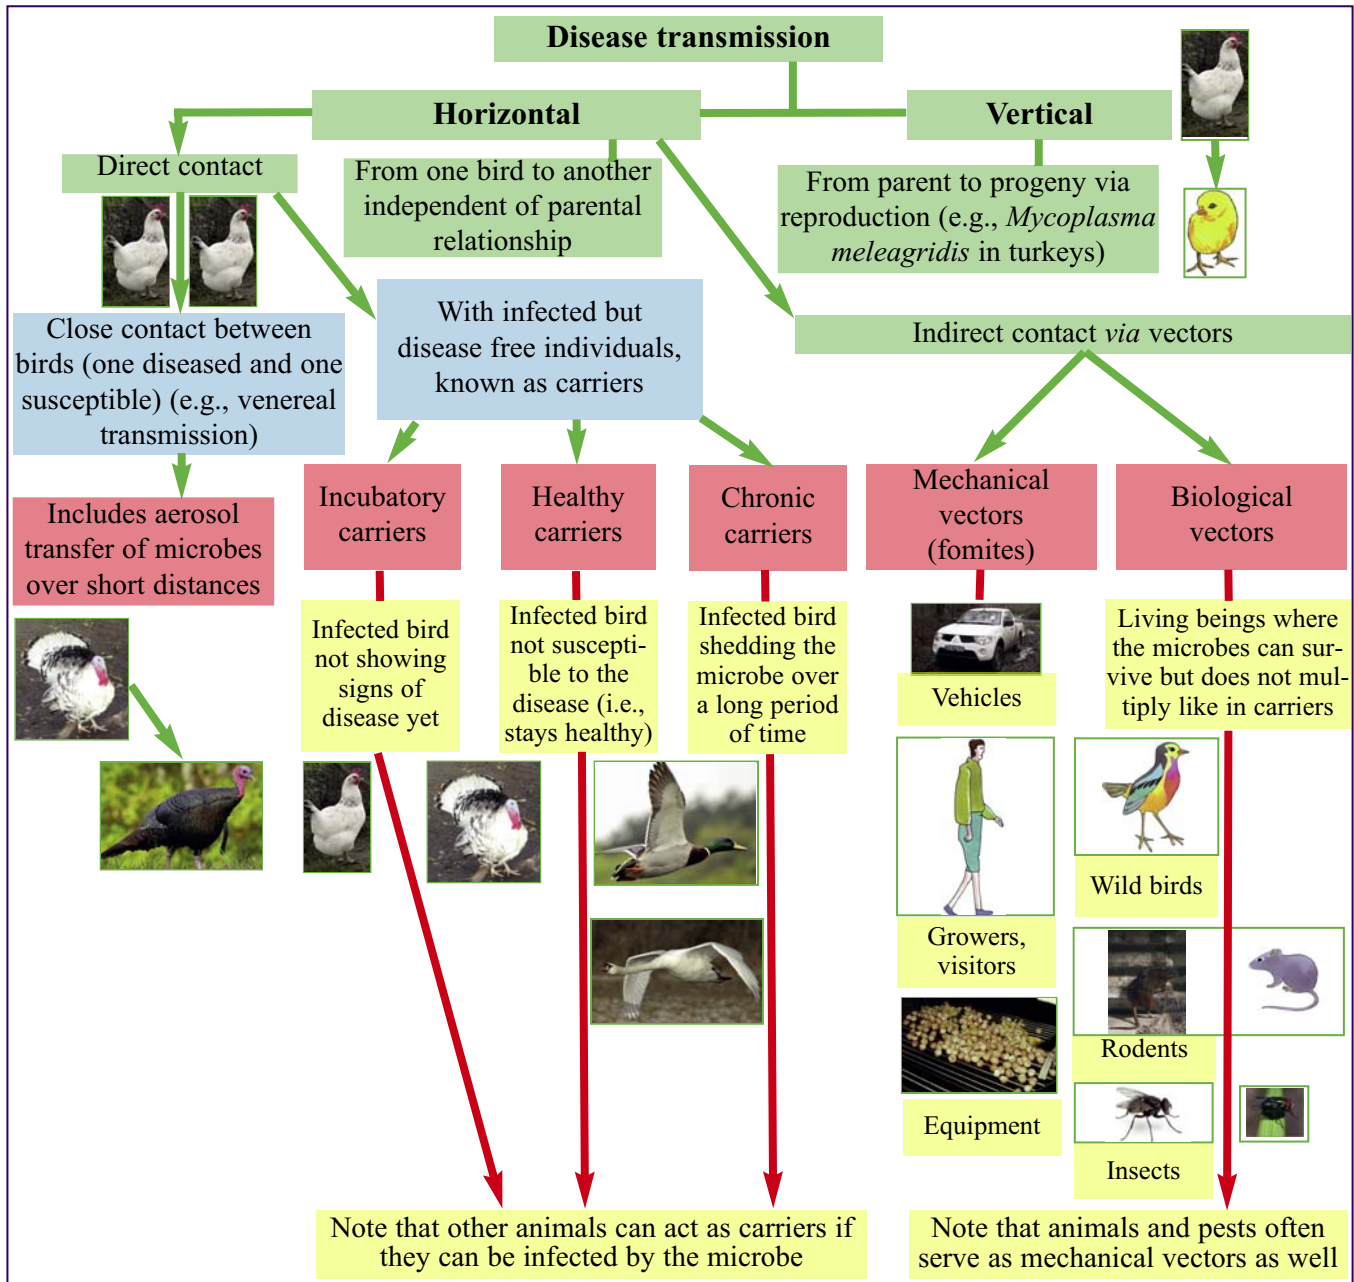 Disease transmission
Horizontal
Vertical
Direct contact
From one bird to another
independent of parental
relationship
From parent to progeny via
reproduction (e.g., Mycoplasma
meleagridis in turkeys)
Close contact between
birds (one diseased and one
susceptible) (e.g., venereal
transmission)
With infected but
disease free individuals,
known as carriers
Indirect contact via vectors
Includes aerosol
transfer of microbes
over short distances
Incubatory
carriers
Healthy
carriers
Chronic
carriers
Mechanical
vectors
(fomites)
Biological
vectors
Infected bird
not showing
signs of
disease yet
Infected bird
not suscepti-
ble to the
disease (i.e.,
stays healthy)
Infected bird
shedding the
microbe over
a long period
of time
Vehicles
Living beings where
the microbes can sur-
vive but does not mul-
tiply like in carriers
Growers,
visitors
Wild birds
Rodents
Equipment
Insects
Note that other animals can act as carriers if
they can be infected by the microbe
Note that animals and pests often
serve as mechanical vectors as well